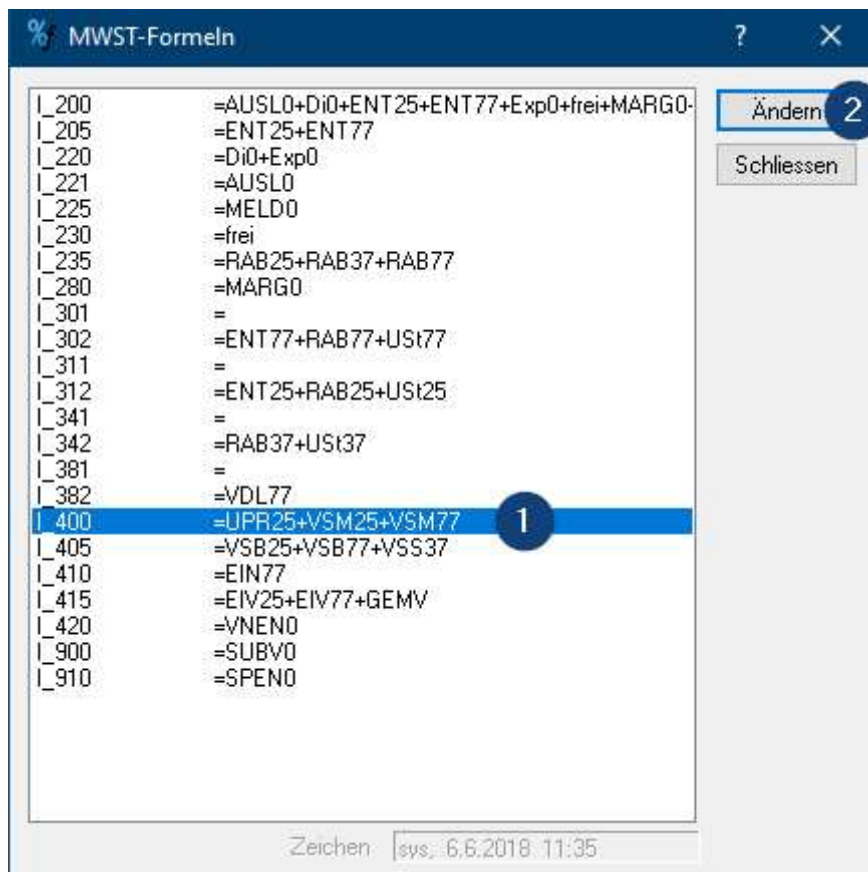 MWST-Formeln
I_200 =AUSL0+Di0+ENT25+ENT77+Exp0+frei+MARG0-
I_205 =ENT25+ENT77
I_220 =Di0+Exp0
I_221 =AUSL0
I_225 =MELD0
I_230 =frei
I_235 =RAB25+RAB37+RAB77
I_280 =MARG0
I_301 =
I_302 =ENT77+RAB77+USt77
I_311 =
I_312 =ENT25+RAB25+USt25
I_341 =
I_342 =RAB37+USt37
I_381 =
I_382 =VDL77
I_400 =UPR25+VSM25+VSM77 1
I_405 =VSB25+VSB77+VSS37
I_410 =EIN77
I_415 =EIV25+EIV77+GEMV
I_420 =VNEN0
I_900 =SUBV0
I_910 =SPEN0
Ändern 2
Schliessen
Zeichen sys, 6.6.2018 11:35